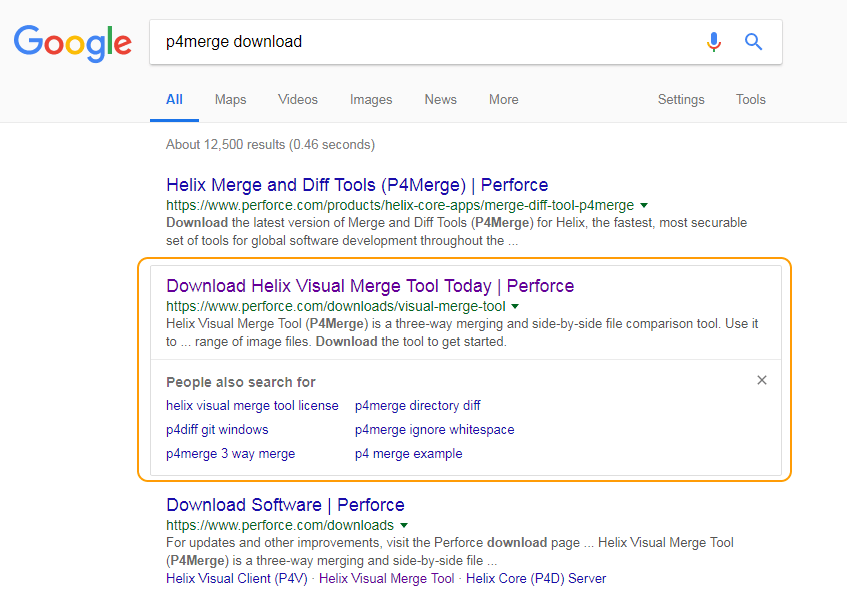 Google
p4merge download
All Maps Videos Images News More Settings Tools
About 12,500 results (0.46 seconds)
Helix Merge and Diff Tools (P4Merge) | Perforce
https://www.perforce.com/products/helix-core-apps/merge-diff-tool-p4merge
Download the latest version of Merge and Diff Tools (P4Merge) for Helix, the fastest, most securable
set of tools for global software development throughout the ...
Download Helix Visual Merge Tool Today | Perforce
https://www.perforce.com/downloads/visual-merge-tool
Helix Visual Merge Tool (P4Merge) is a three-way merging and side-by-side file comparison tool. Use it
to ... range of image files. Download the tool to get started.
People also search for
helix visual merge tool license p4merge directory diff
p4diff git windows p4merge ignore whitespace
p4merge 3 way merge p4 merge example
Download Software | Perforce
https://www.perforce.com/downloads
For updates and other improvements, visit the Perforce download page ... Helix Visual Merge Tool
(P4Merge) is a three-way merging and side-by-side file ...
Helix Visual Client (P4V) · Helix Visual Merge Tool · Helix Core (P4D) Server